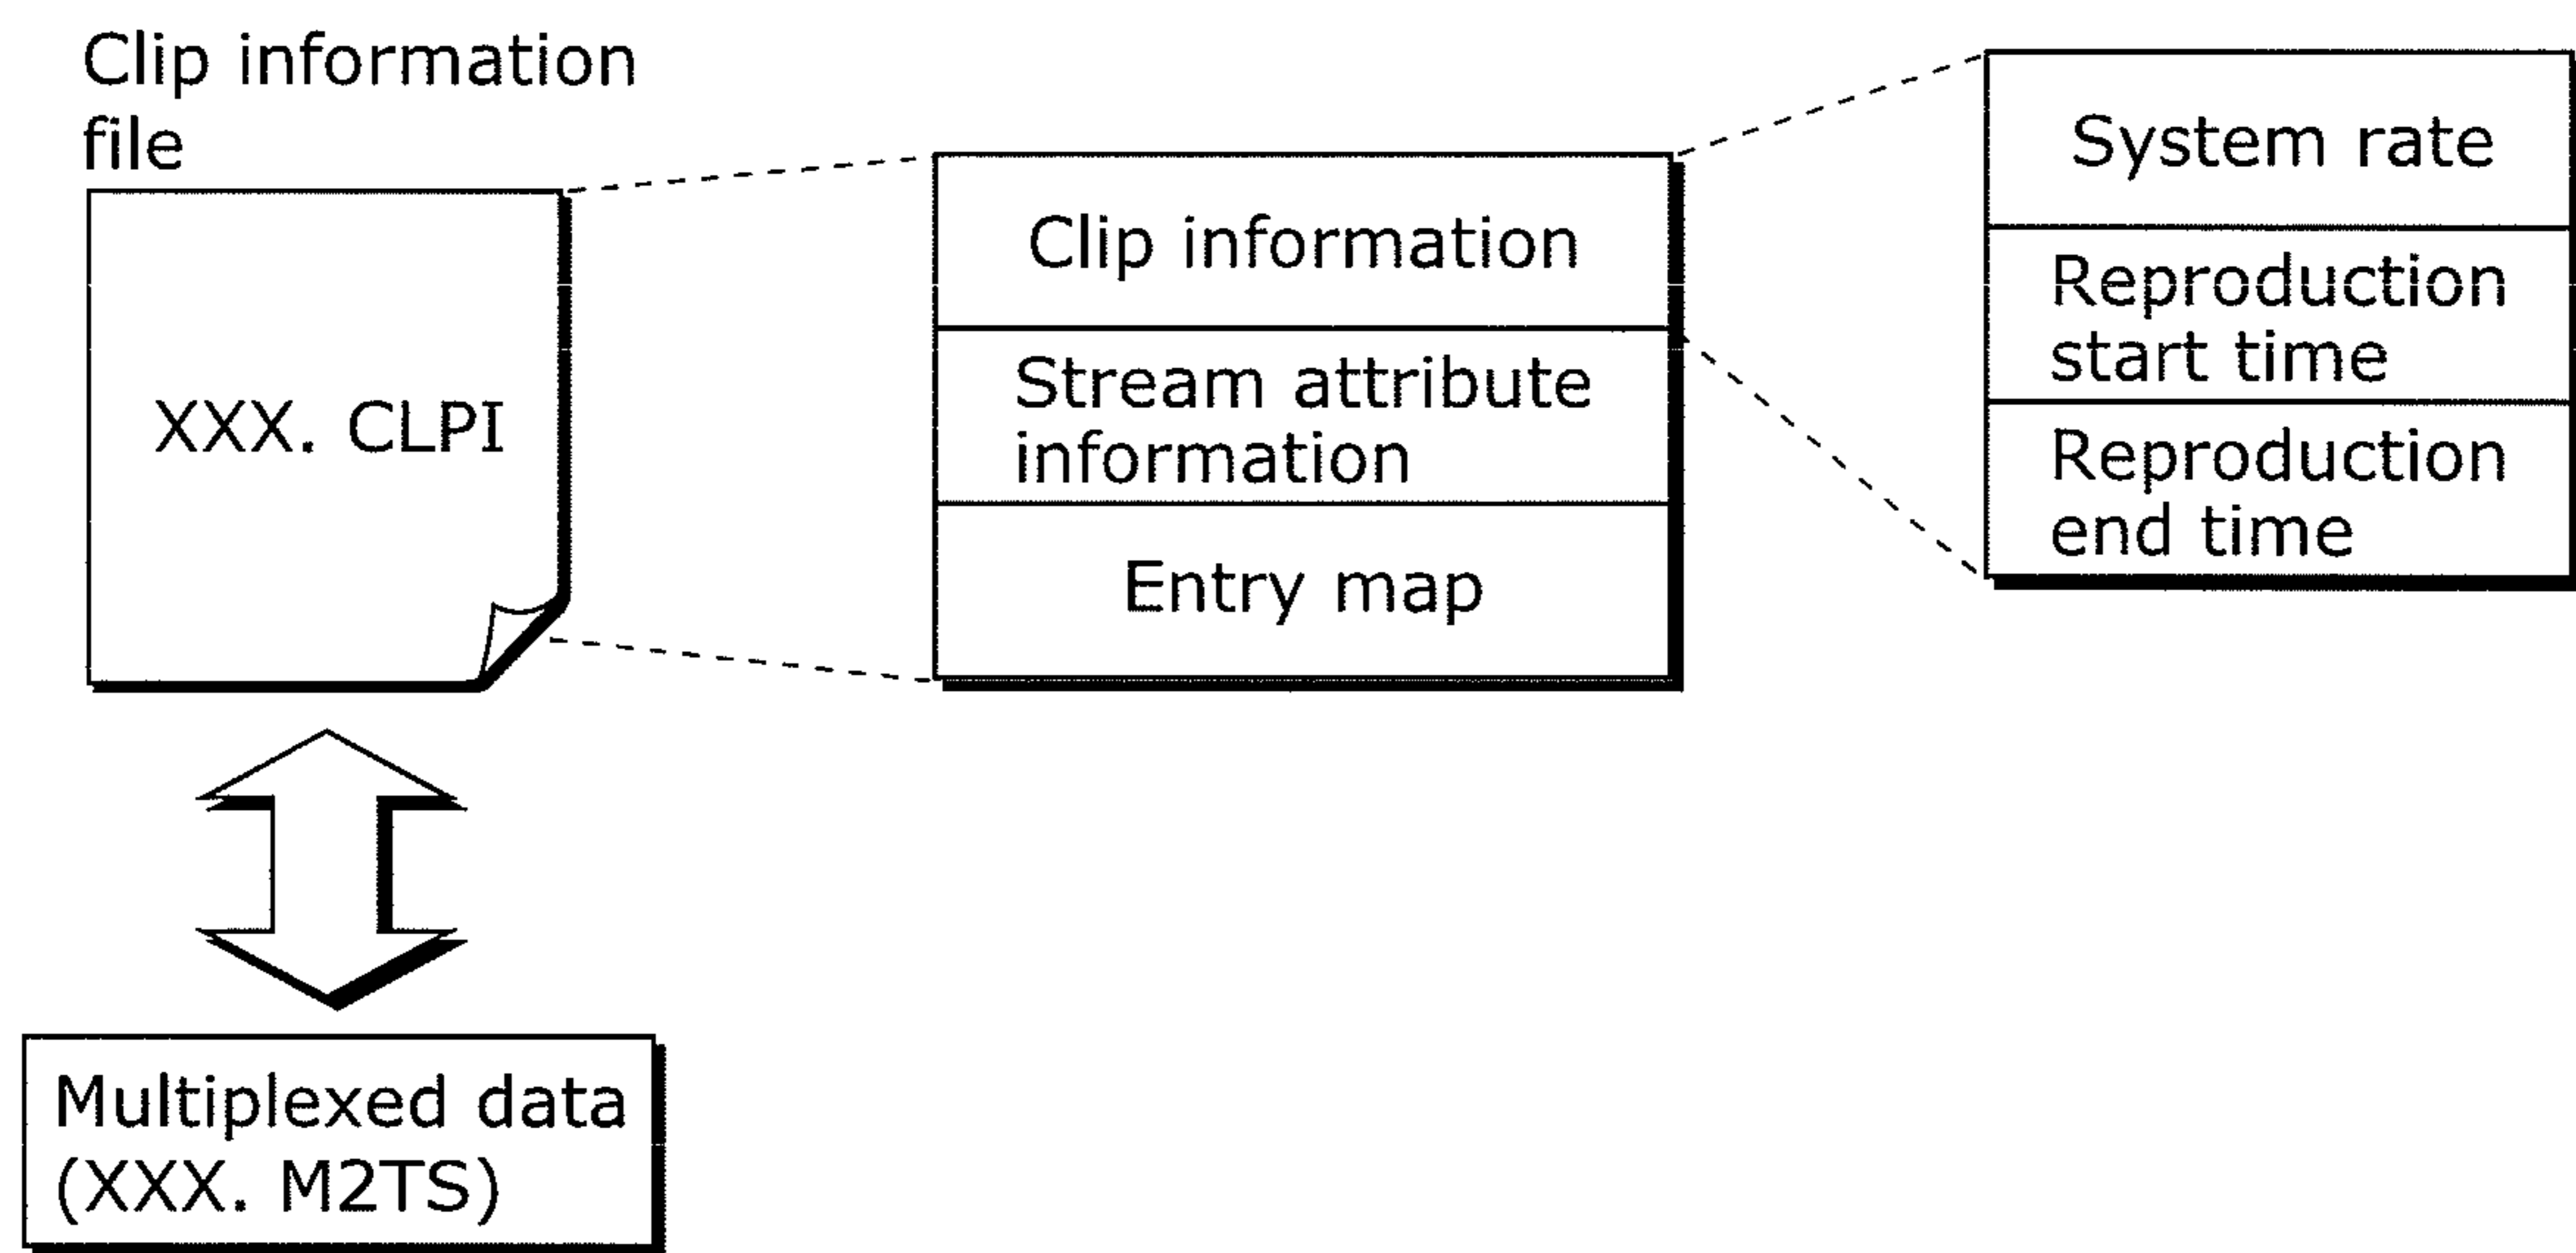 Clip information
file
XXX. CLPI
Multiplexed data
(XXX. M2TS)
Clip information
Stream attribute
information
Entry map
System rate
Reproduction
start time
Reproduction
end time